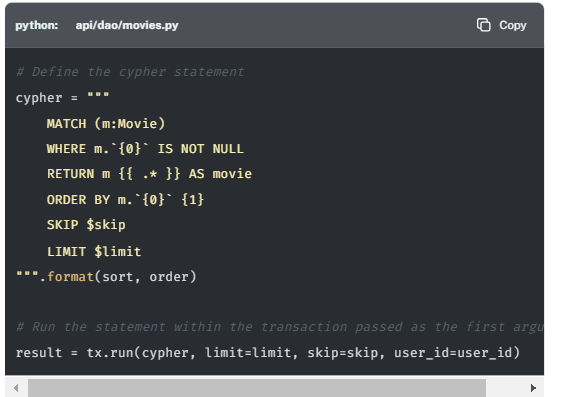 python: api/dao/movies.py Copy
# Define the cypher statement
cypher = """
    MATCH (m:Movie)
    WHERE m.`{0}` IS NOT NULL
    RETURN m {{ .* }} AS movie
    ORDER BY m.`{0}` {1}
    SKIP $skip
    LIMIT $limit
""".format(sort, order)

# Run the statement within the transaction passed as the first argu
result = tx.run(cypher, limit=limit, skip=skip, user_id=user_id)